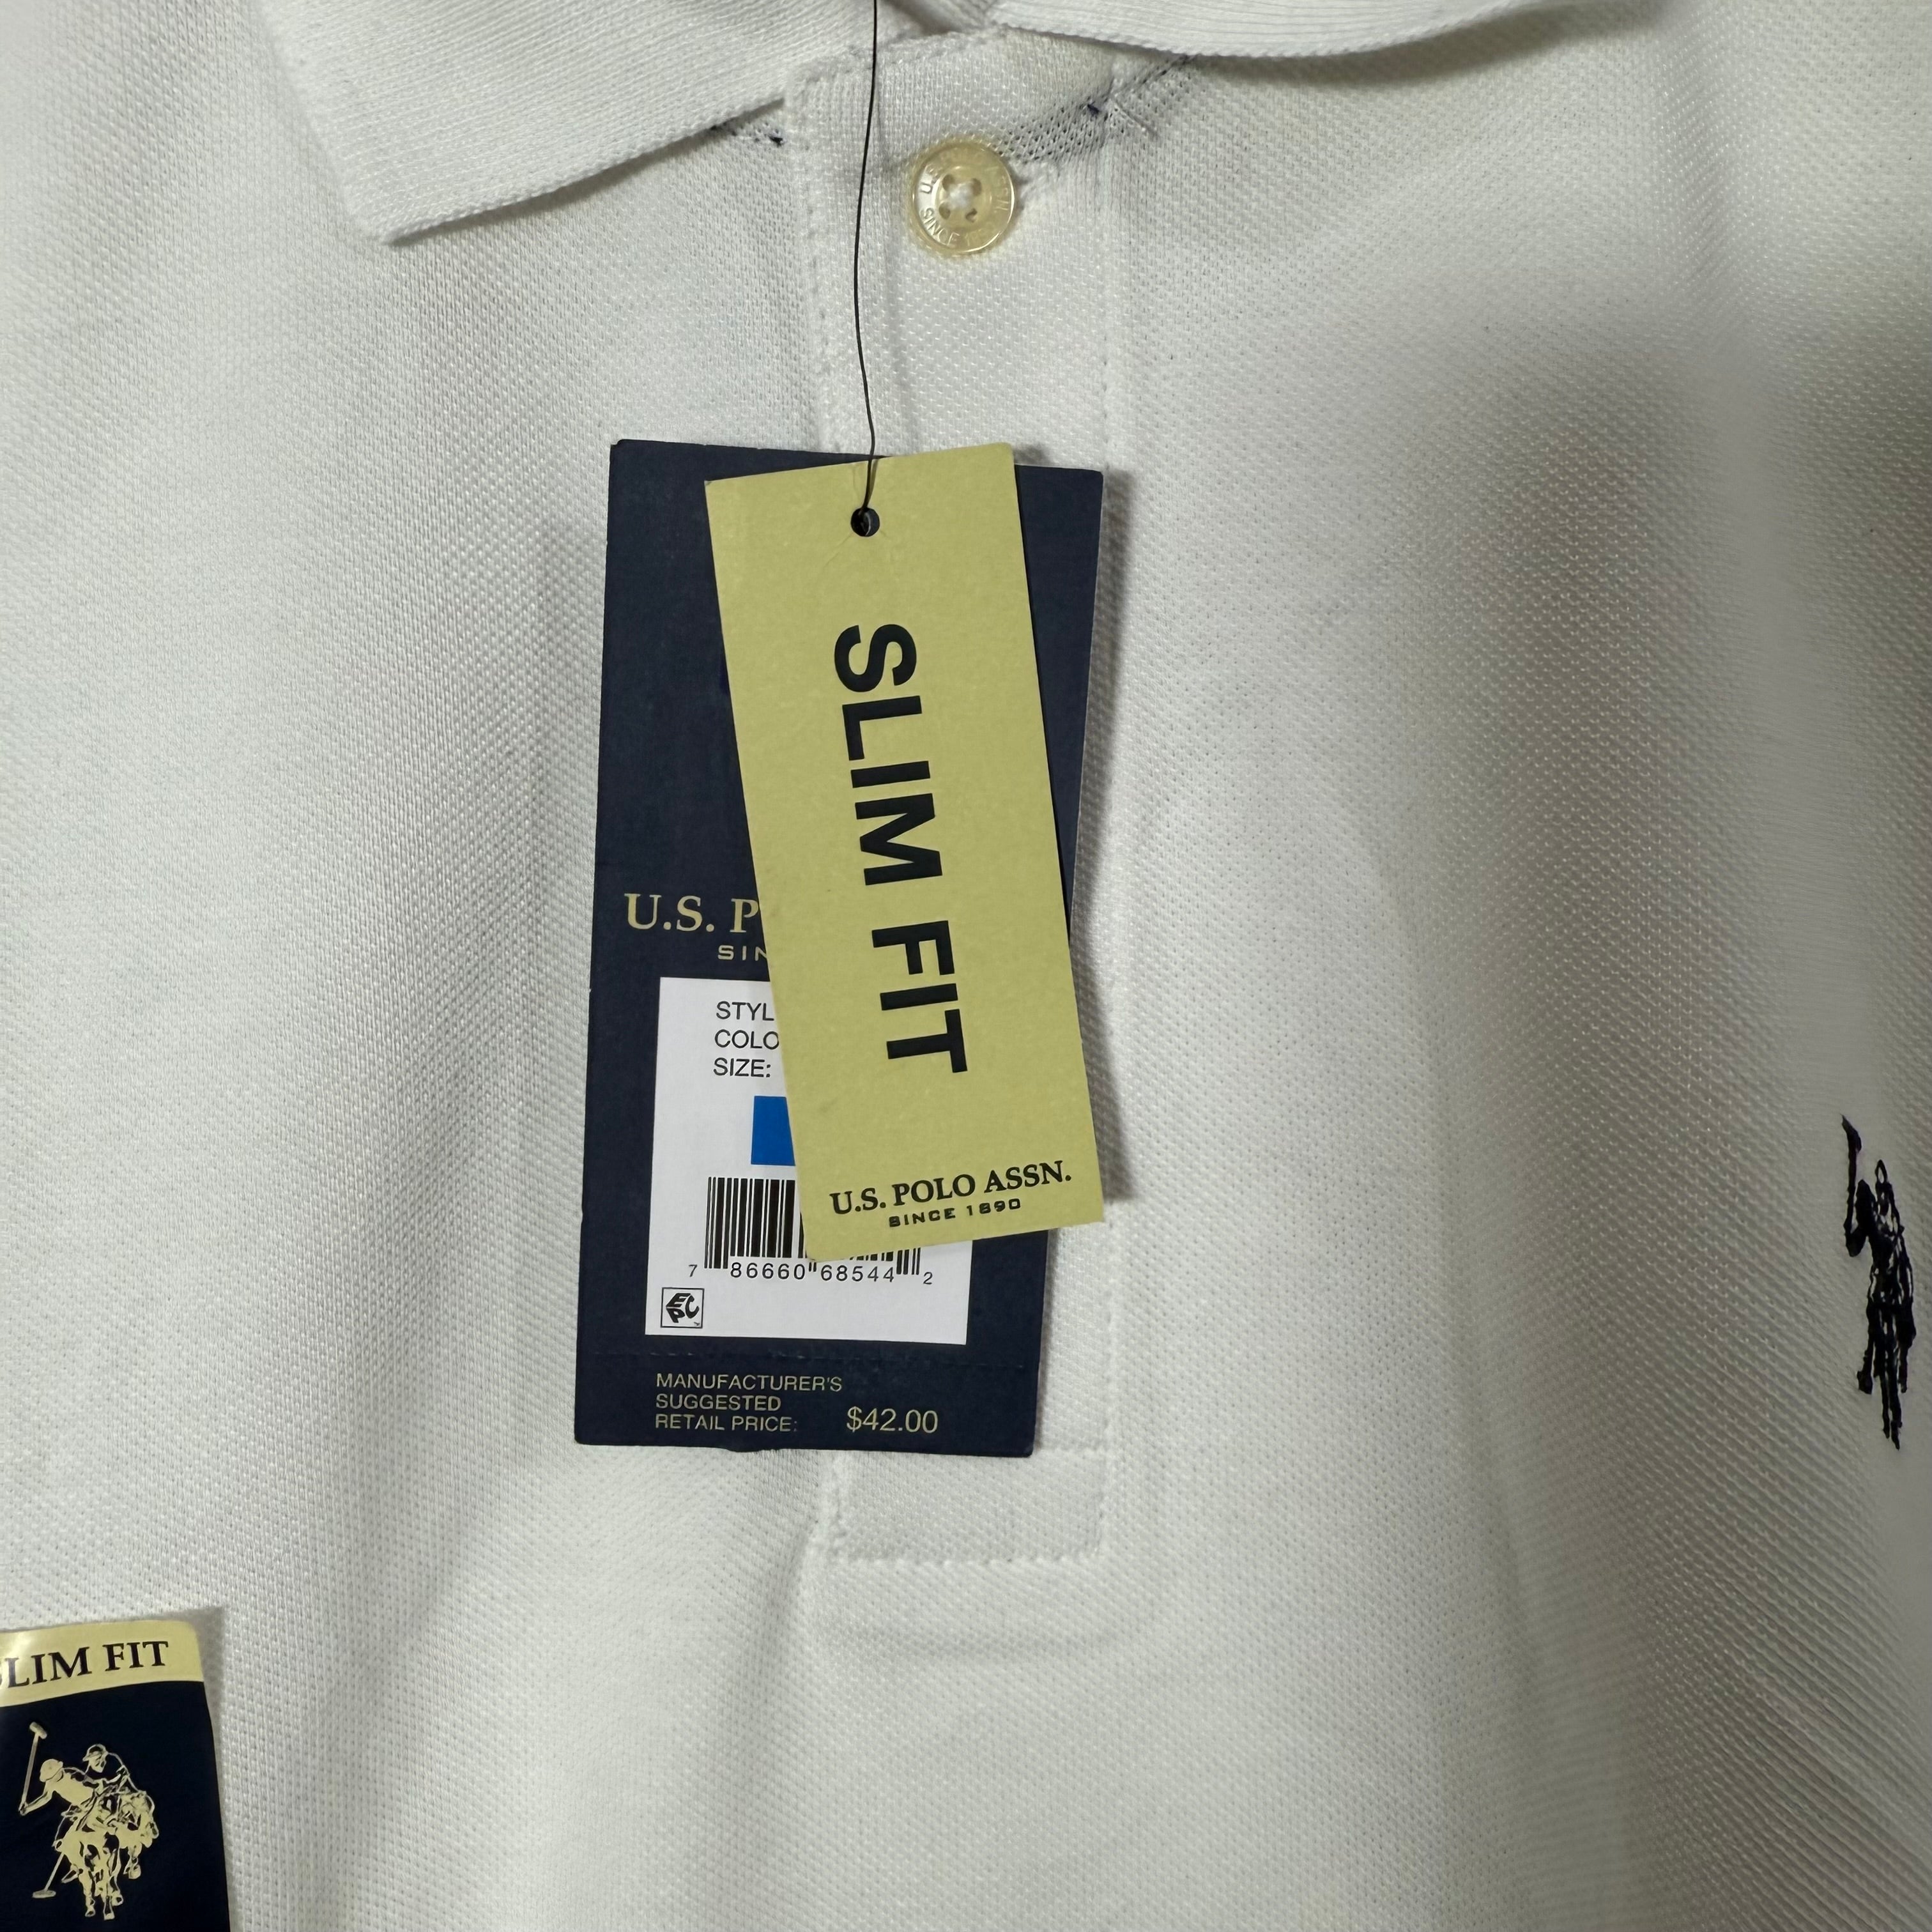 SLIM FIT
U.S. POLO ASSN.
SINCE 1890
U.S. P
SIN
STYL
COLO
SIZE:
7 86660 68544 2
EPC
MANUFACTURER'S
SUGGESTED
RETAIL PRICE: $42.00
LIM FIT